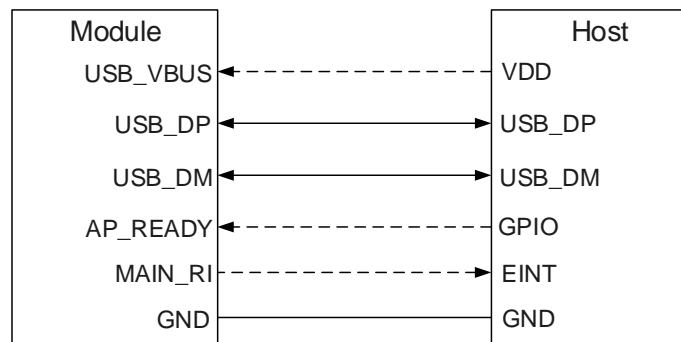 Module Host
USB_VBUS VDD
USB_DP USB_DP
USB_DM USB_DM
AP_READY GPIO
MAIN_RI EINT
GND GND